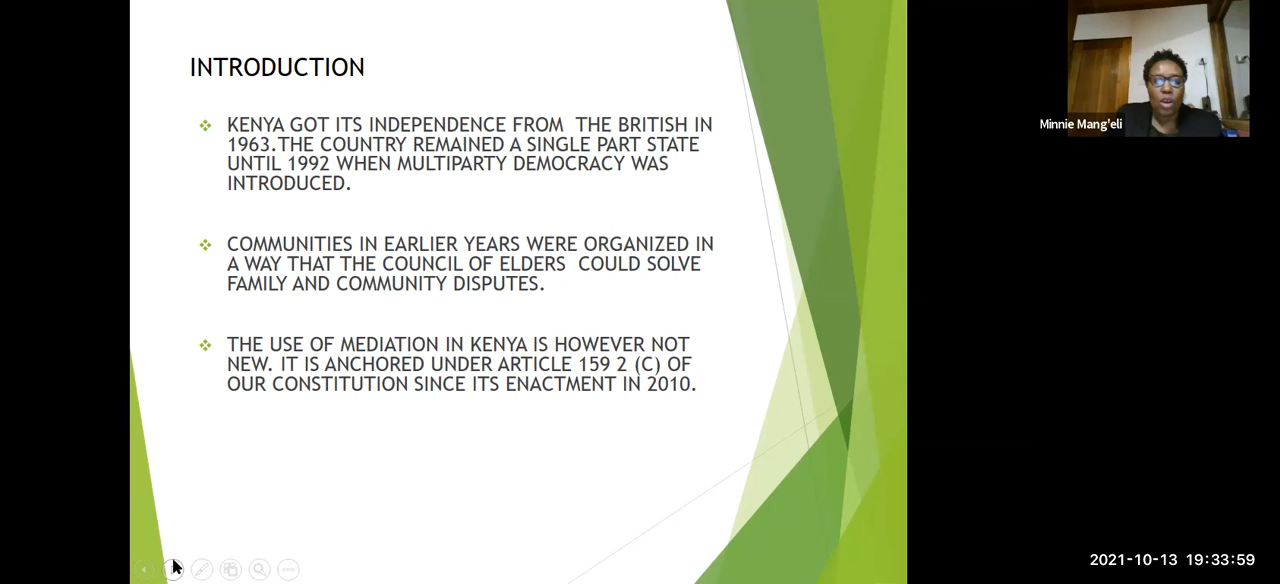 INTRODUCTION
KENYA GOT ITS INDEPENDENCE FROM THE BRITISH IN
1963.THE COUNTRY REMAINED A SINGLE PART STATE
UNTIL 1992 WHEN MULTIPARTY DEMOCRACY WAS
INTRODUCED.
COMMUNITIES IN EARLIER YEARS WERE ORGANIZED IN
A WAY THAT THE COUNCIL OF ELDERS COULD SOLVE
FAMILY AND COMMUNITY DISPUTES.
THE USE OF MEDIATION IN KENYA IS HOWEVER NOT
NEW. IT IS ANCHORED UNDER ARTICLE 159 2 (C) OF
OUR CONSTITUTION SINCE ITS ENACTMENT IN 2010.
Minnie Mang'eli
2021-10-13 19:33:59